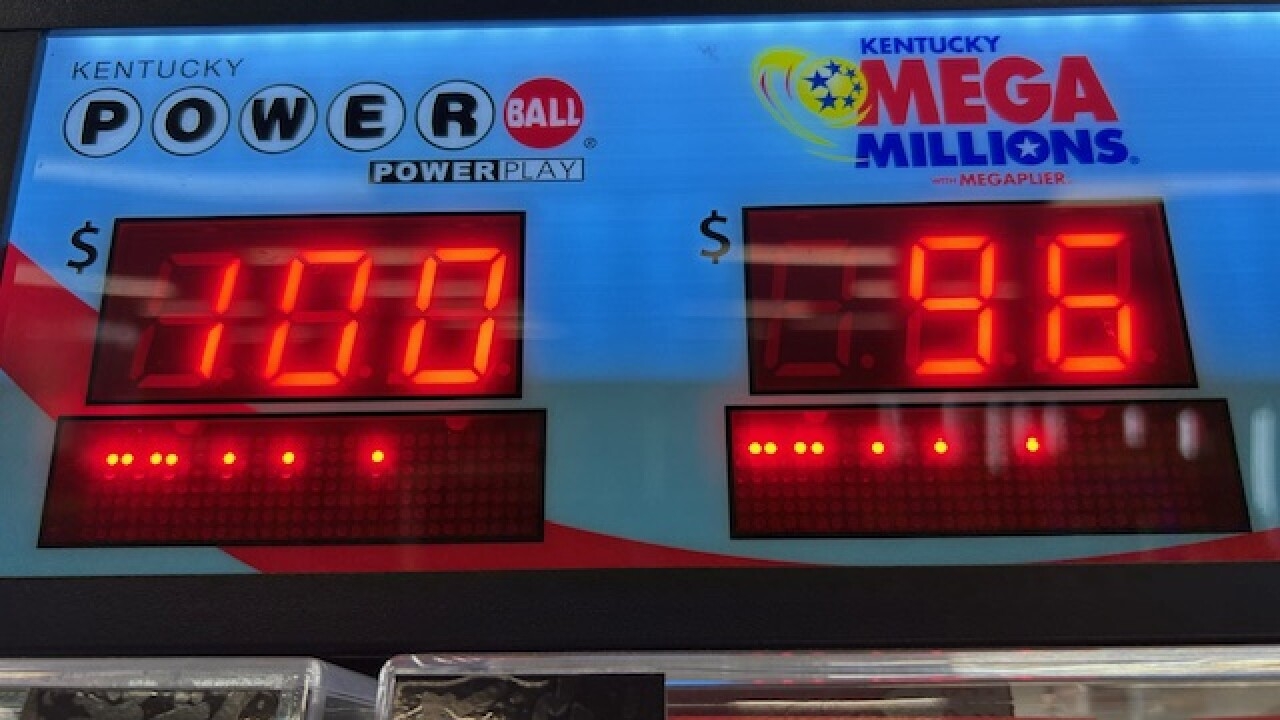 KENTUCKY
POWER BALL®
POWER PLAY
$ 100
KENTUCKY
MEGA
MILLIONS®
WITH MEGAPLIER
$ 96